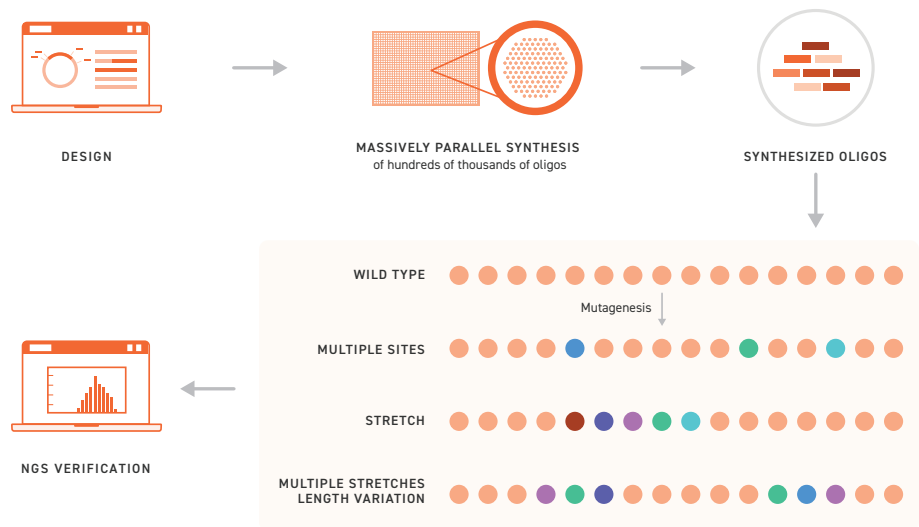 DESIGN
MASSIVELY PARALLEL SYNTHESIS
of hundreds of thousands of oligos
SYNTHESIZED OLIGOS
WILD TYPE
Mutagenesis
MULTIPLE SITES
STRETCH
NGS VERIFICATION
MULTIPLE STRETCHES
LENGTH VARIATION